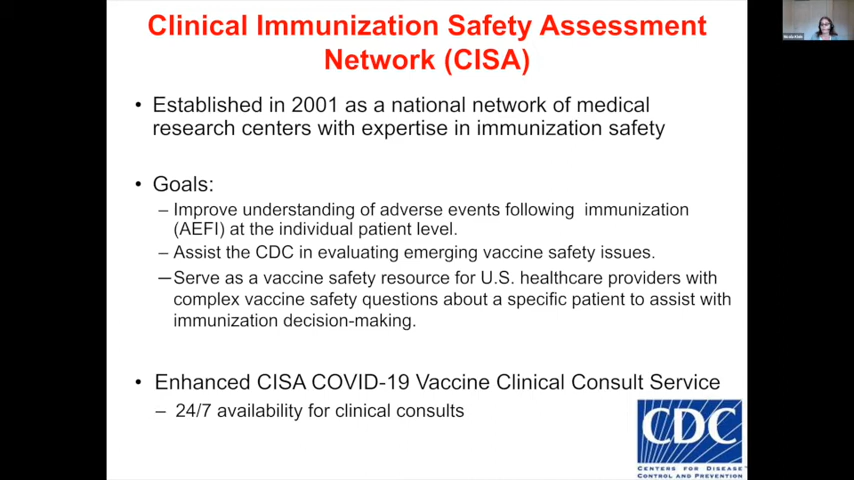 Clinical Immunization Safety Assessment
Network (CISA)
• Established in 2001 as a national network of medical
research centers with expertise in immunization safety
• Goals:
– Improve understanding of adverse events following immunization
(AEFI) at the individual patient level.
– Assist the CDC in evaluating emerging vaccine safety issues.
– Serve as a vaccine safety resource for U.S. healthcare providers with
complex vaccine safety questions about a specific patient to assist with
immunization decision-making.
• Enhanced CISA COVID-19 Vaccine Clinical Consult Service
– 24/7 availability for clinical consults
CDC
CENTERS FOR DISEASE
CONTROL AND PREVENTION